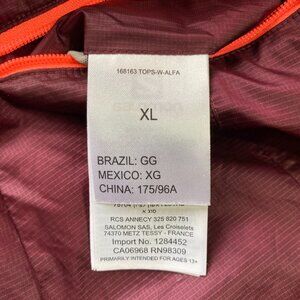 168163 TOPS-W-ALFA
XL
BRAZIL: GG
MEXICO: XG
CHINA: 175/96A
RCS ANNECY 325 820 751
SALOMON SAS, Les Croiselets
74370 METZ TESSY - FRANCE
Import No. 1284452
CA06968 RN98309
PRIMARILY INTENDED FOR AGES 13+